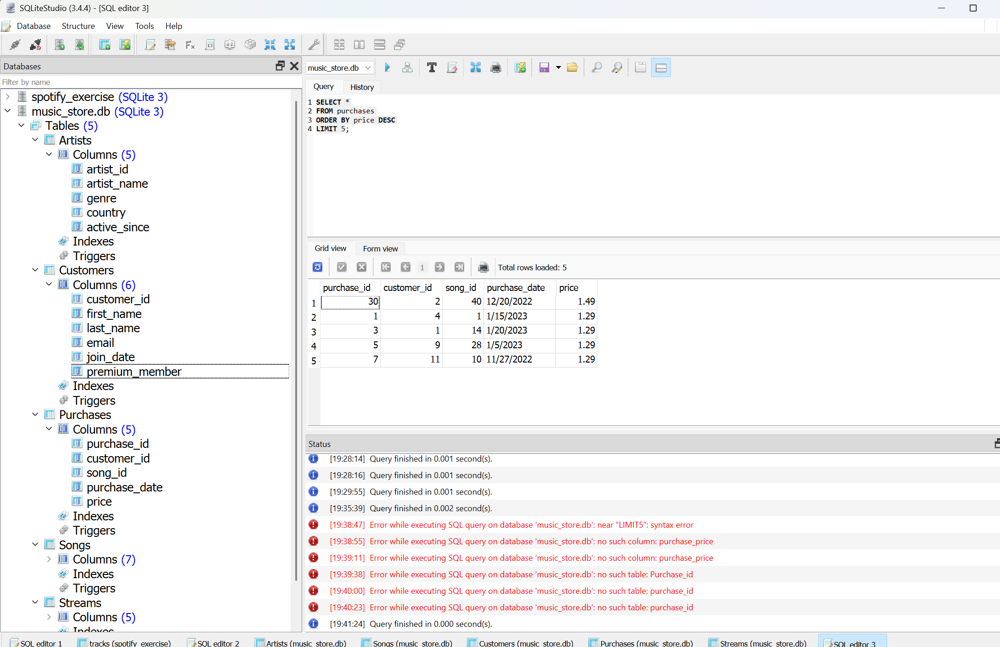 SQLiteStudio (3.4.4) - [SQL editor 3]
Database Structure View Tools Help
Databases
Filter by name
spotify_exercise (SQLite 3)
music_store.db (SQLite 3)
Tables (5)
Artists
Columns (5)
artist_id
artist_name
genre
country
active_since
Indexes
Triggers
Customers
Columns (6)
customer_id
first_name
last_name
email
join_date
premium_member
Indexes
Triggers
Purchases
Columns (5)
purchase_id
customer_id
song_id
purchase_date
price
Indexes
Triggers
Songs
Columns (7)
Indexes
Triggers
Streams
Columns (5)
Indexes
music_store.db
Query History
1 SELECT *
2 FROM purchases
3 ORDER BY price DESC
4 LIMIT 5;
Grid view Form view
1 Total rows loaded: 5
purchase_id customer_id song_id purchase_date price
1 30 2 40 12/20/2022 1.49
2 1 4 1 1/15/2023 1.29
3 3 1 14 1/20/2023 1.29
4 5 9 28 1/5/2023 1.29
5 7 11 10 11/27/2022 1.29
Status
[19:28:14] Query finished in 0.001 second(s).
[19:28:16] Query finished in 0.001 second(s).
[19:29:55] Query finished in 0.001 second(s).
[19:35:39] Query finished in 0.002 second(s).
[19:38:47] Error while executing SQL query on database 'music_store.db': near "LIMIT5": syntax error
[19:38:55] Error while executing SQL query on database 'music_store.db': no such column: purchase_price
[19:39:11] Error while executing SQL query on database 'music_store.db': no such column: purchase_price
[19:39:38] Error while executing SQL query on database 'music_store.db': no such table: Purchase_id
[19:40:00] Error while executing SQL query on database 'music_store.db': no such table: purchase_id
[19:40:23] Error while executing SQL query on database 'music_store.db': no such table: purchase_id
[19:41:24] Query finished in 0.000 second(s).
SQL editor 1 tracks (spotify_exercise) SQL editor 2 Artists (music_store.db) Songs (music_store.db) Customers (music_store.db) Purchases (music_store.db) Streams (music_store.db) SQL editor 3